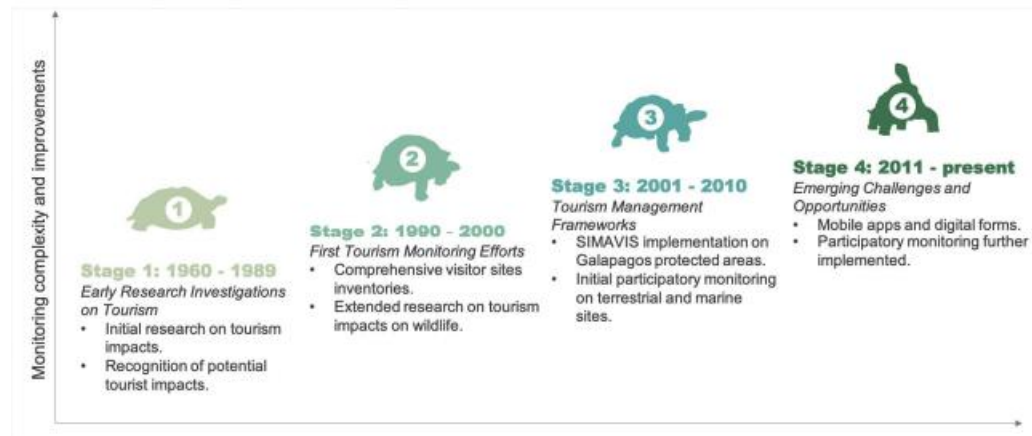 Monitoring complexity and improvements
1
Stage 1: 1960 - 1989
Early Research Investigations
on Tourism
• Initial research on tourism
impacts.
• Recognition of potential
tourist impacts.
2
Stage 2: 1990 - 2000
First Tourism Monitoring Efforts
• Comprehensive visitor sites
inventories.
• Extended research on tourism
impacts on wildlife.
3
Stage 3: 2001 - 2010
Tourism Management
Frameworks
• SIMAVIS implementation on
Galapagos protected areas.
• Initial participatory monitoring
on terrestrial and marine
sites.
4
Stage 4: 2011 - present
Emerging Challenges and
Opportunities
• Mobile apps and digital forms.
• Participatory monitoring further
implemented.